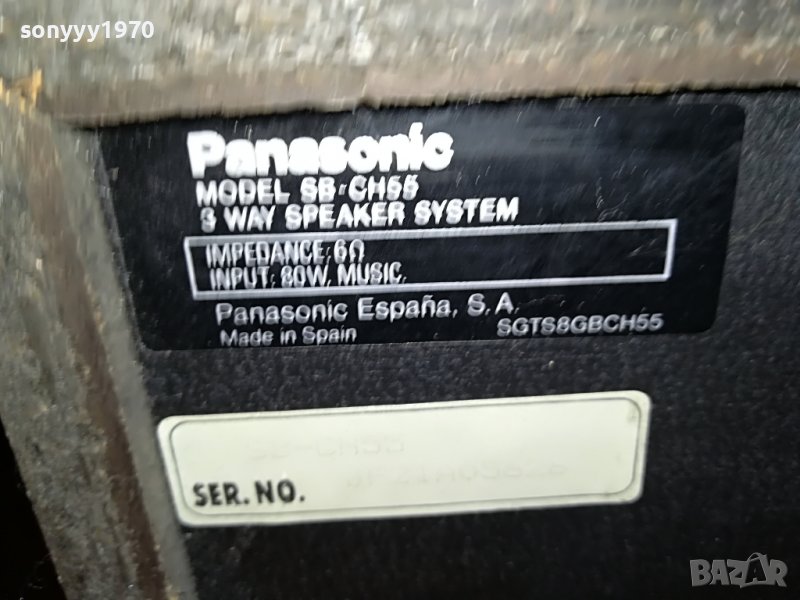 sonyyy1970
Panasonic
MODEL SB-CH55
3 WAY SPEAKER SYSTEM
IMPEDANCE: 6Ω
INPUT: 80W, MUSIC
Panasonic España, S.A.
Made in Spain SGTS8GBCH55
SER.NO.
BAZAR